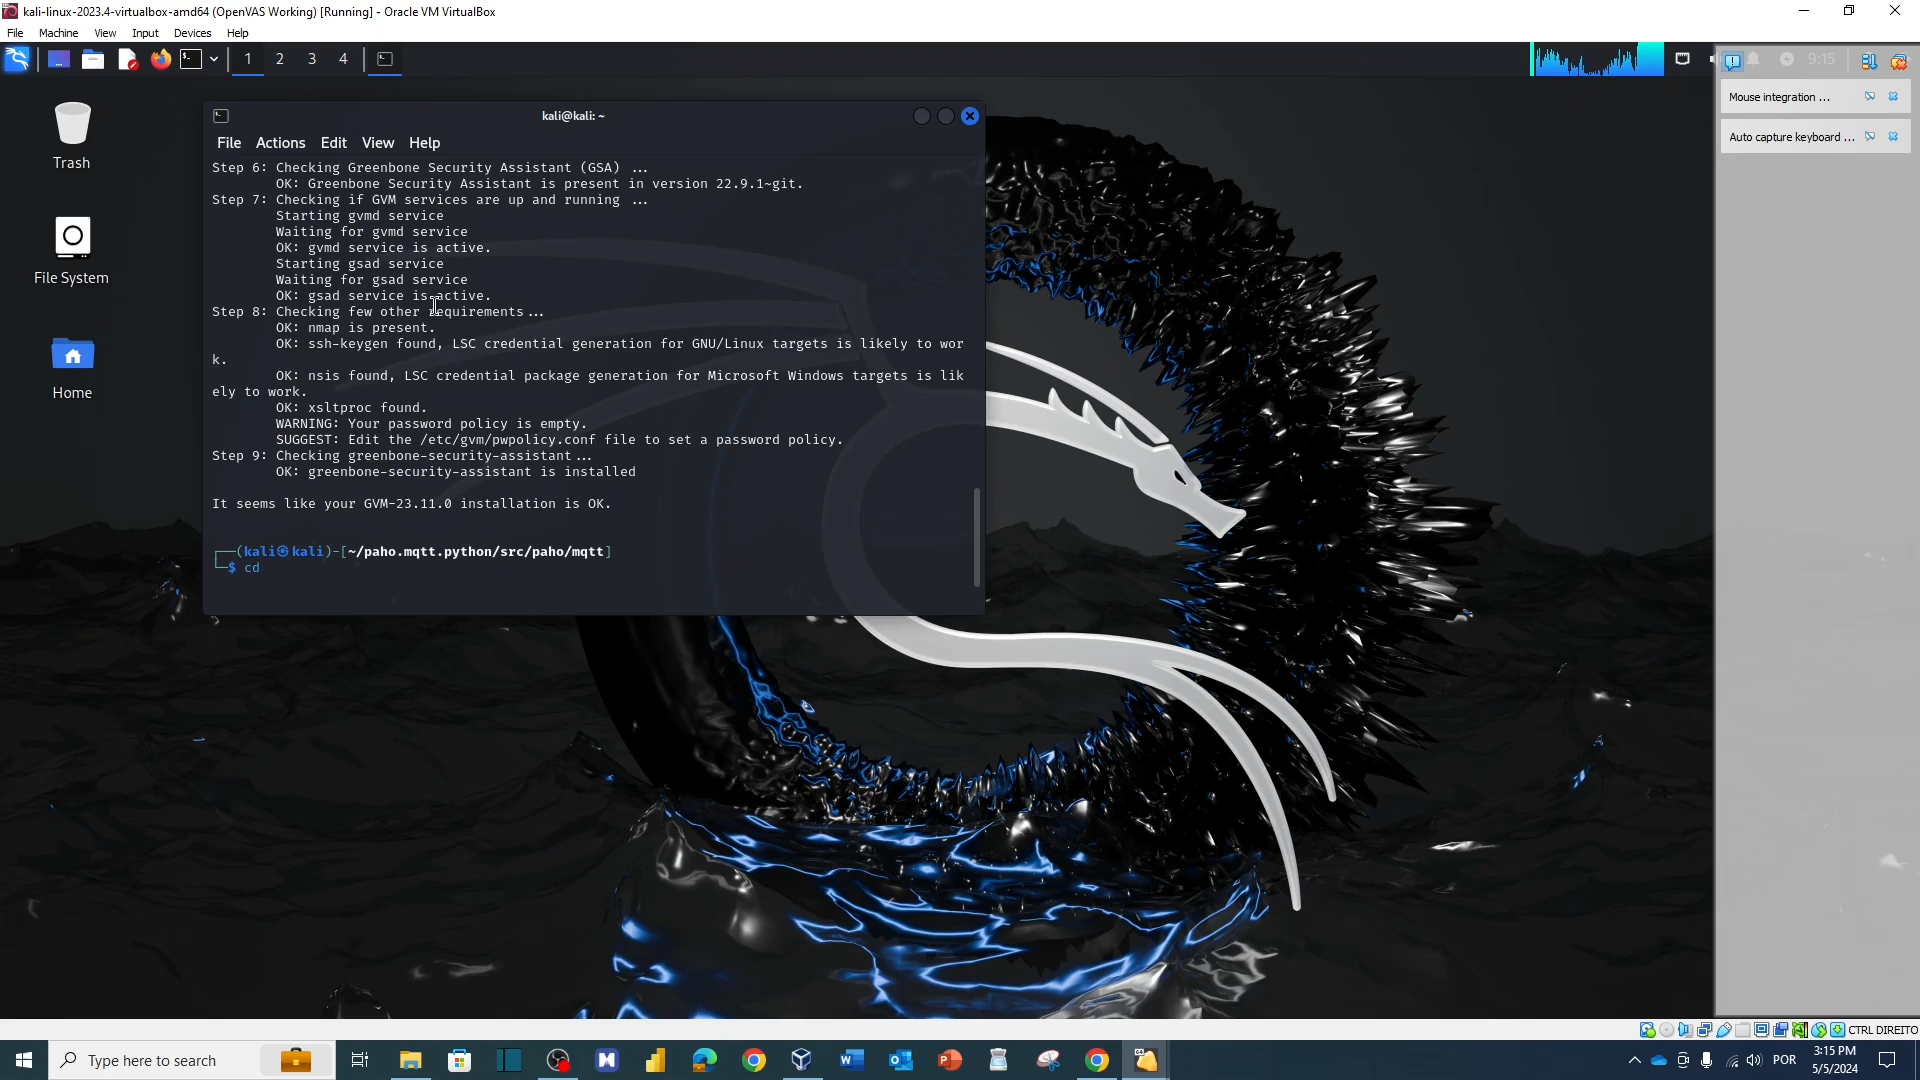 kali-linux-2023.4-virtualbox-amd64 (OpenVAS Working) [Running] - Oracle VM VirtualBox
File Machine View Input Devices Help
1 2 3 4
9:15
Mouse integration ...
Auto capture keyboard ...
Trash
File System
Home
kali@kali: ~
File Actions Edit View Help
Step 6: Checking Greenbone Security Assistant (GSA) ...
OK: Greenbone Security Assistant is present in version 22.9.1~git.
Step 7: Checking if GVM services are up and running ...
Starting gvmd service
Waiting for gvmd service
OK: gvmd service is active.
Starting gsad service
Waiting for gsad service
OK: gsad service is active.
Step 8: Checking few other requirements...
OK: nmap is present.
OK: ssh-keygen found, LSC credential generation for GNU/Linux targets is likely to wor
k.
OK: nsis found, LSC credential package generation for Microsoft Windows targets is lik
ely to work.
OK: xsltproc found.
WARNING: Your password policy is empty.
SUGGEST: Edit the /etc/gvm/pwpolicy.conf file to set a password policy.
Step 9: Checking greenbone-security-assistant...
OK: greenbone-security-assistant is installed
It seems like your GVM-23.11.0 installation is OK.
┌──(kali㉿kali)-[~/paho.mqtt.python/src/paho/mqtt]
└─$ cd
CTRL DIREITO
Type here to search
POR
3:15 PM
5/5/2024